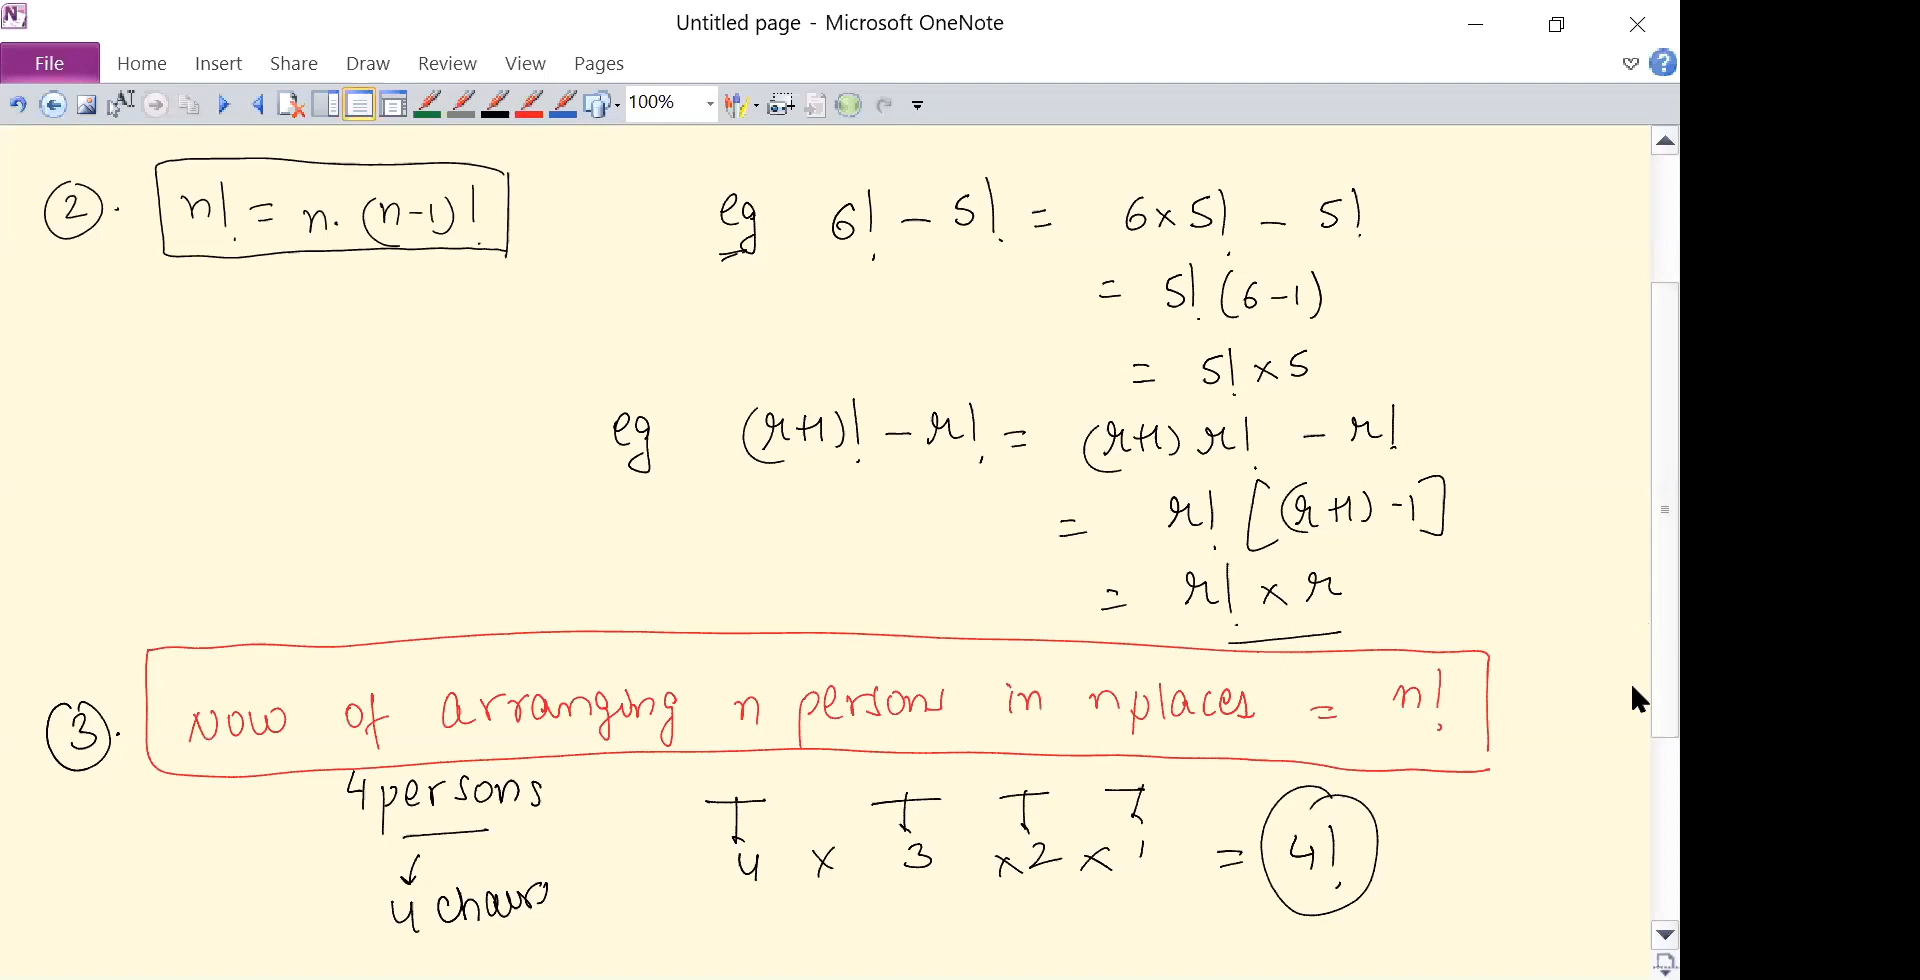 Untitled page - Microsoft OneNote
File Home Insert Share Draw Review View Pages
100%
②. n! = n. (n-1)!
eg 6! - 5! = 6×5! - 5!
= 5! (6-1)
= 5! × 5
eg (r+1)! - r! = (r+1) r! - r!
= r! [(r+1) -1]
= r! × r
③. NOW of arranging n persons in n places = n!
4 persons
4 × 3 ×2 × 1 = 4!
4 chairs